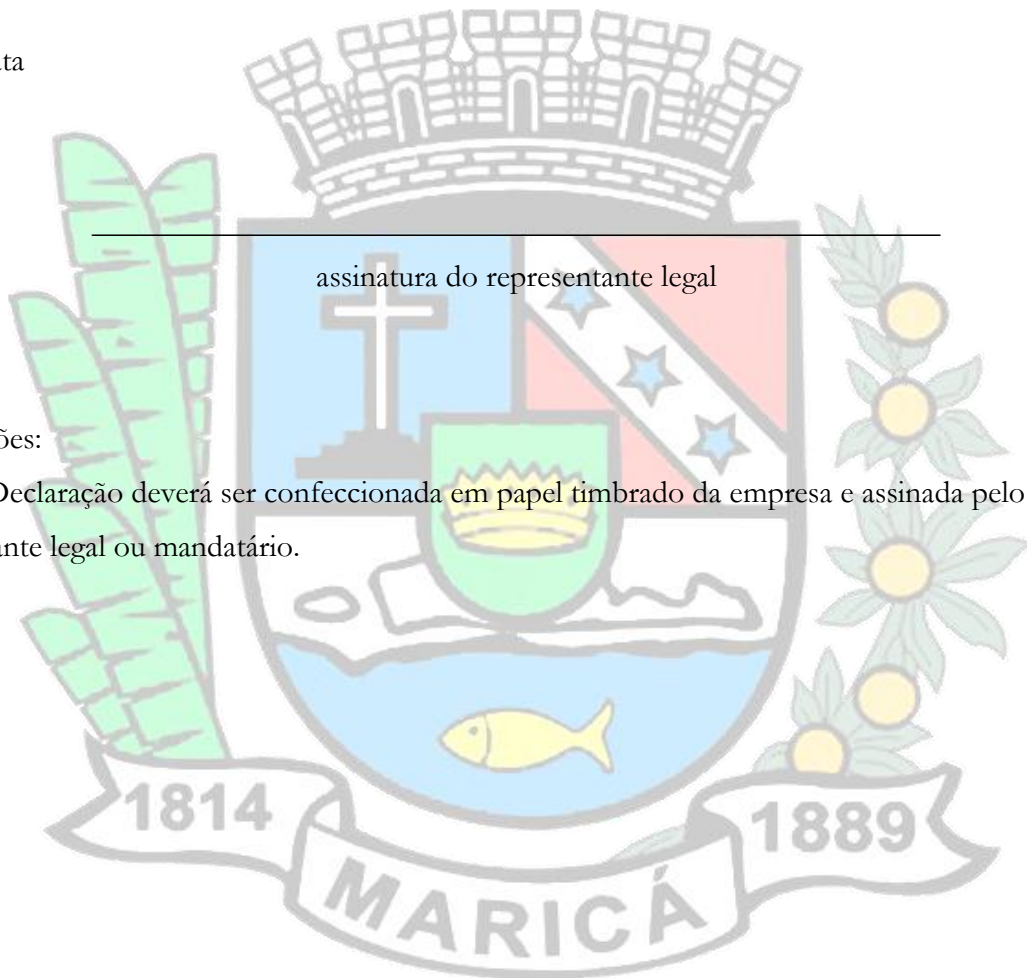 ta
assinatura do representante legal
ões:
Declaração deverá ser confeccionada em papel timbrado da empresa e assinada pelo
ante legal ou mandatário.
1814
1889
MARICÁ